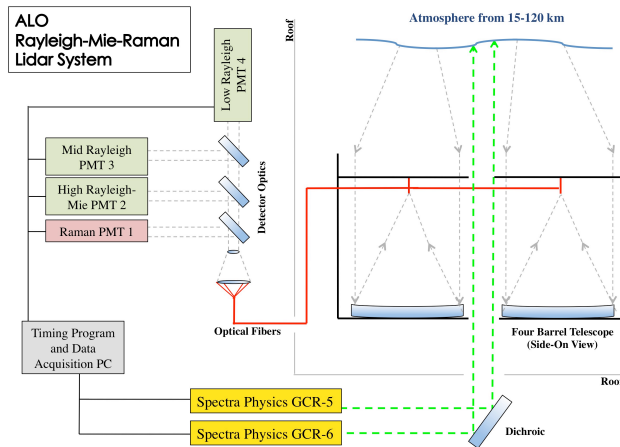 ALO
Rayleigh-Mie-Raman
Lidar System
Low Rayleigh
PMT 4
Roof
Atmosphere from 15-120 km
Mid Rayleigh
PMT 3
High Rayleigh-
Mie PMT 2
Raman PMT 1
Detector Optics
Optical Fibers
Four Barrel Telescope
(Side-On View)
Timing Program
and Data
Acquisition PC
Roof
Spectra Physics GCR-5
Spectra Physics GCR-6
Dichroic